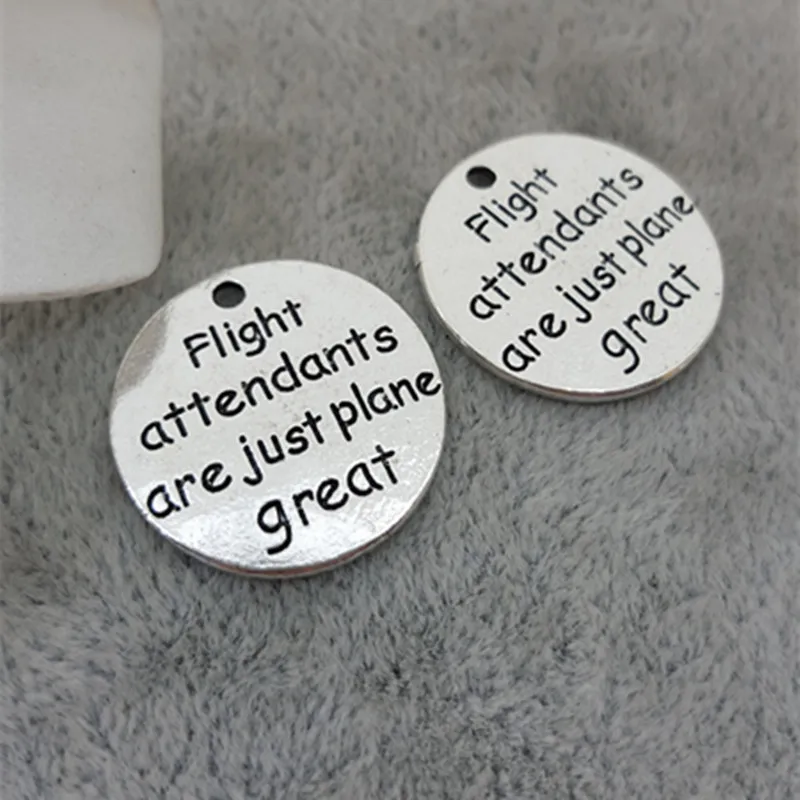 Flight
attendants
are just plane
great
Flight
attendants
are just plane
great